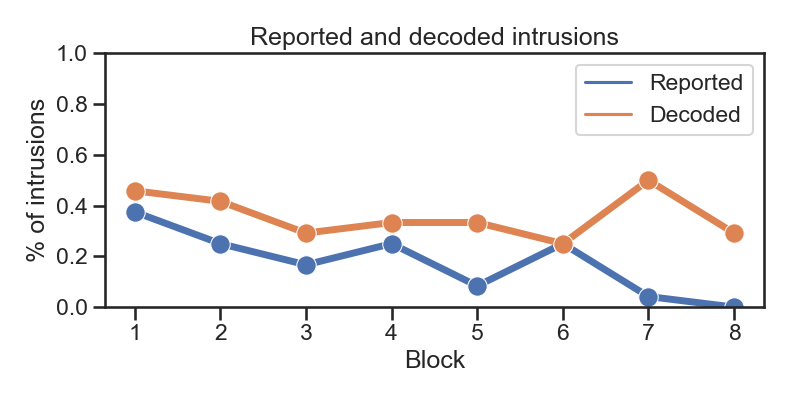 Reported and decoded intrusions
1.0
0.8
0.6
0.4
0.2
0.0
% of intrusions
Reported
Decoded
1 2 3 4 5 6 7 8
Block